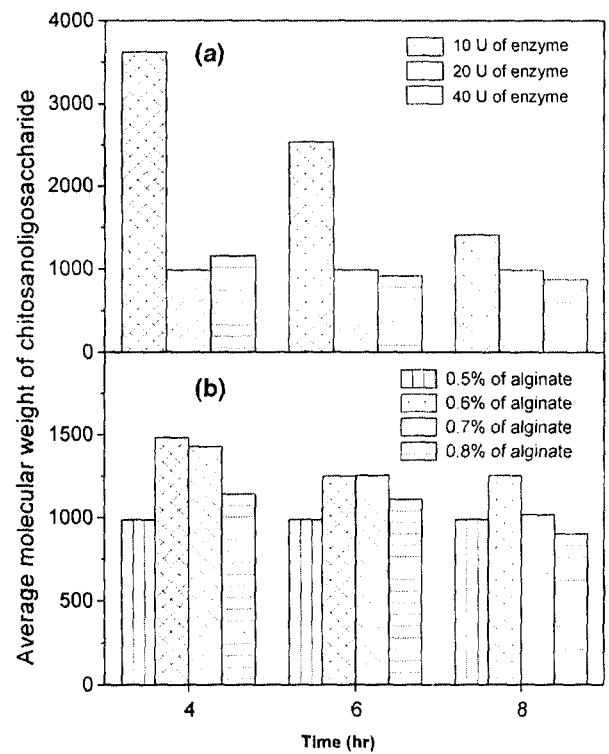 Average molecular weight of chitosanoligosaccharide
4000
3000
2000
1000
0
(a)
10 U of enzyme
20 U of enzyme
40 U of enzyme
1500
1000
500
0
(b)
0.5% of alginate
0.6% of alginate
0.7% of alginate
0.8% of alginate
4
6
8
Time (hr)